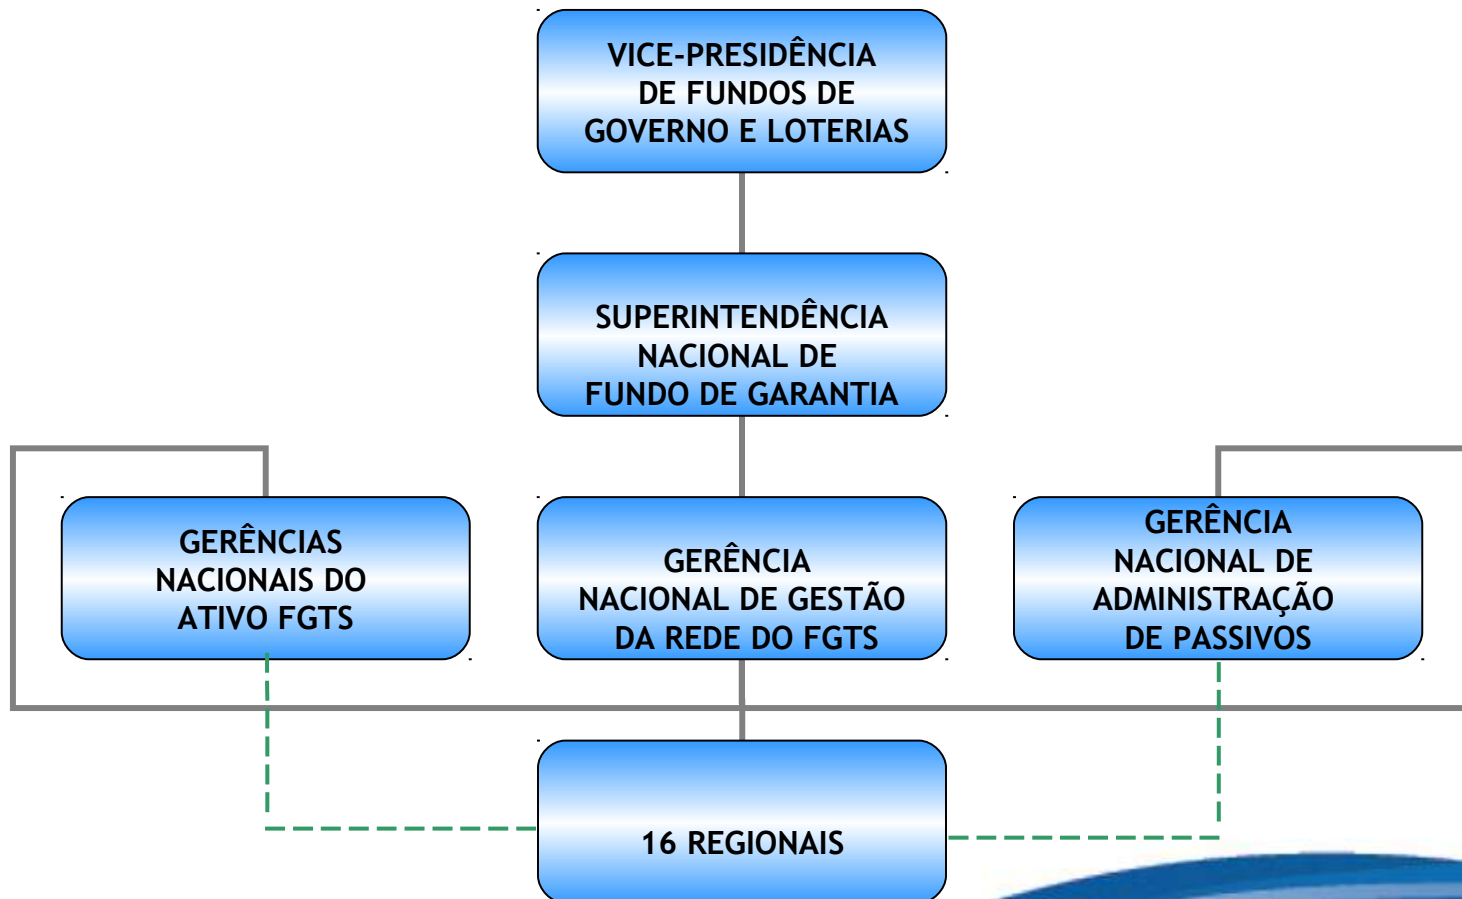 VICE-PRESIDÊNCIA
DE FUNDOS DE
GOVERNO E LOTERIAS
SUPERINTENDÊNCIA
NACIONAL DE
FUNDO DE GARANTIA
GERÊNCIAS
NACIONAIS DO
ATIVO FGTS
GERÊNCIA
NACIONAL DE GESTÃO
DA REDE DO FGTS
GERÊNCIA
NACIONAL DE
ADMINISTRAÇÃO
DE PASSIVOS
16 REGIONAIS